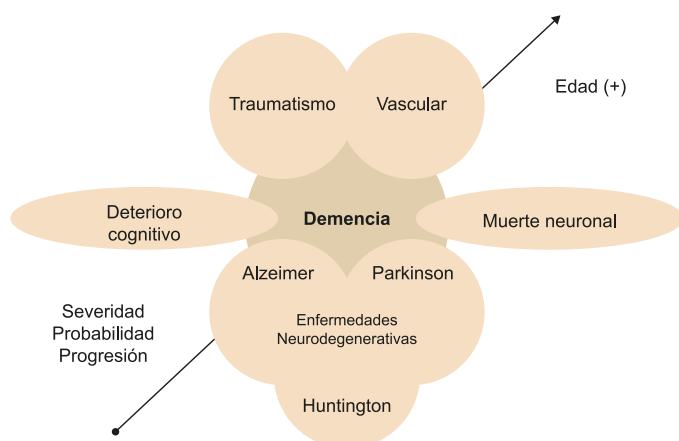 Edad (+)
Traumatismo
Vascular
Deterioro
cognitivo
Demencia
Muerte neuronal
Alzeimer
Parkinson
Severidad
Probabilidad
Progresión
Enfermedades
Neurodegenerativas
Huntington